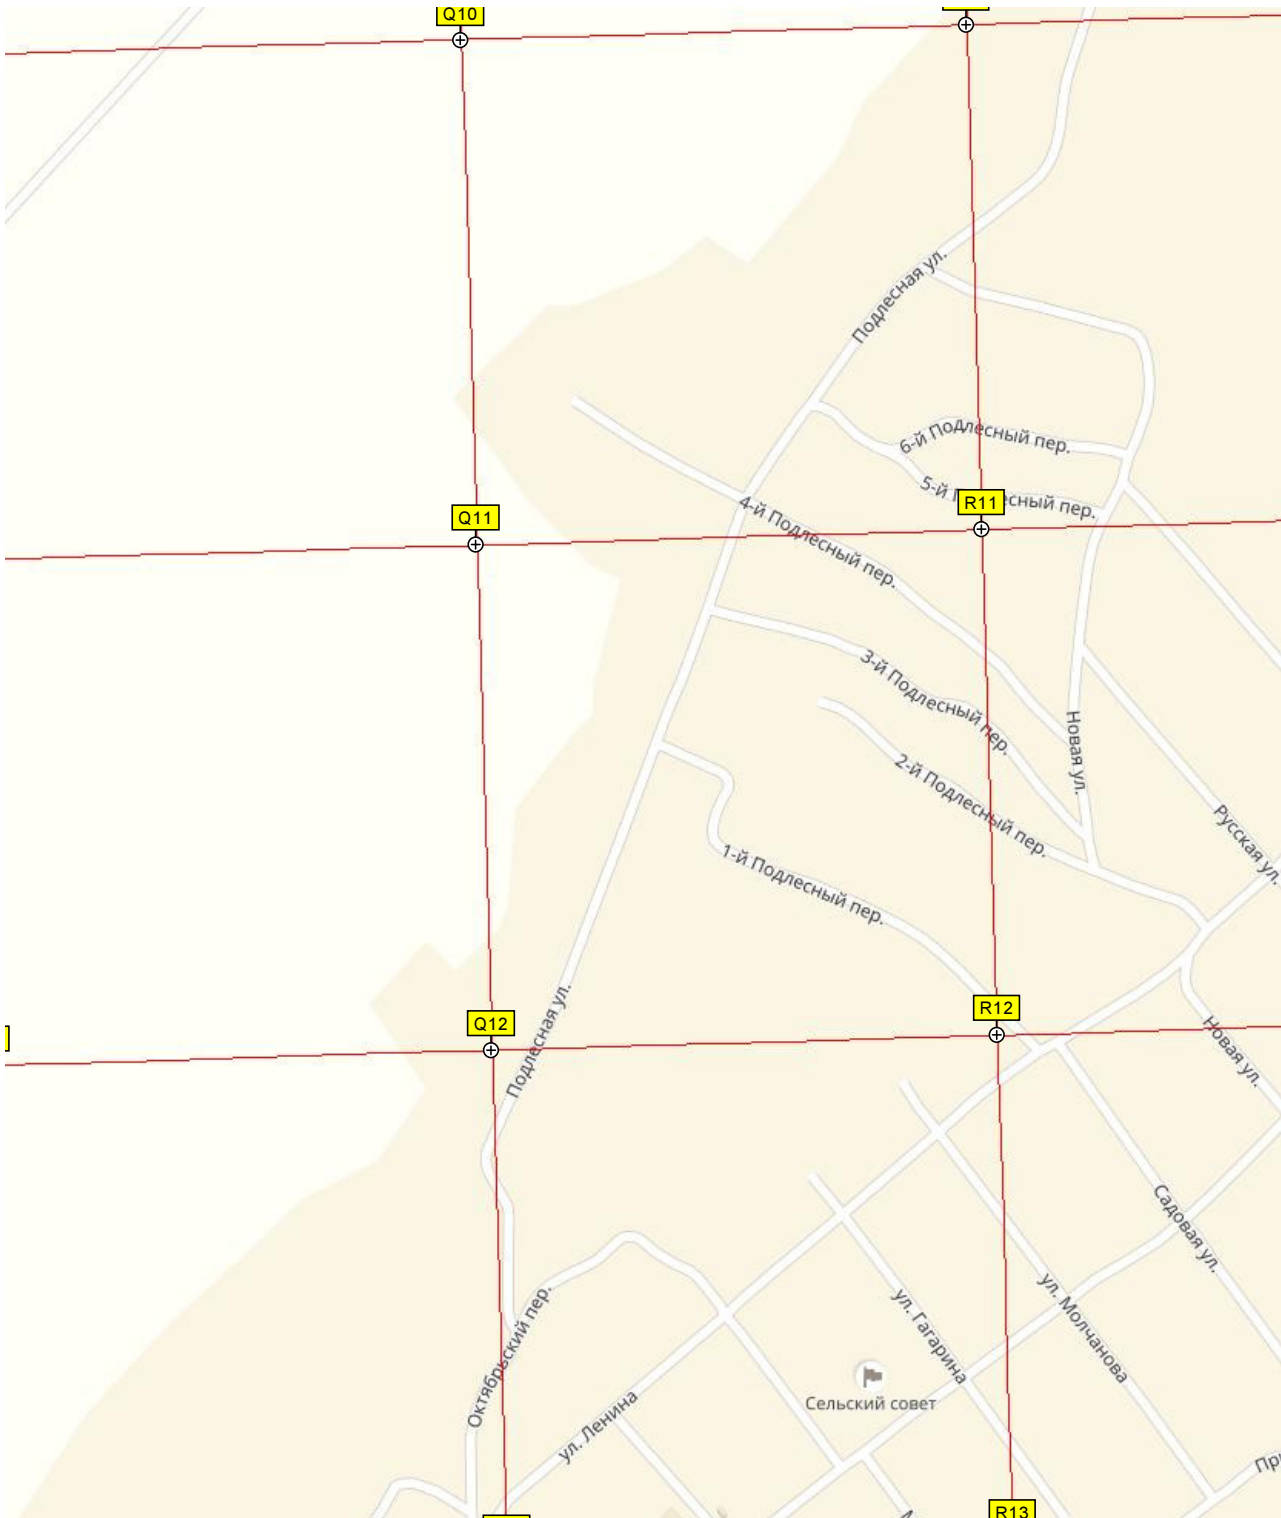 Q10
Подлесная ул.
6-й Подлесный пер.
5-й П есный пер.
R11
4-й Подлесный пер.
Q11
3-й Подлесный пер.
Новая ул.
2-й Подлесный пер.
Русская ул.
1-й Подлесный пер.
Подлесная ул.
Q12
R12
Новая ул.
Садовая ул.
ул. Молчанова
ул. Гагарина
Октябрьский пер.
Сельский совет
ул. Ленина
R13